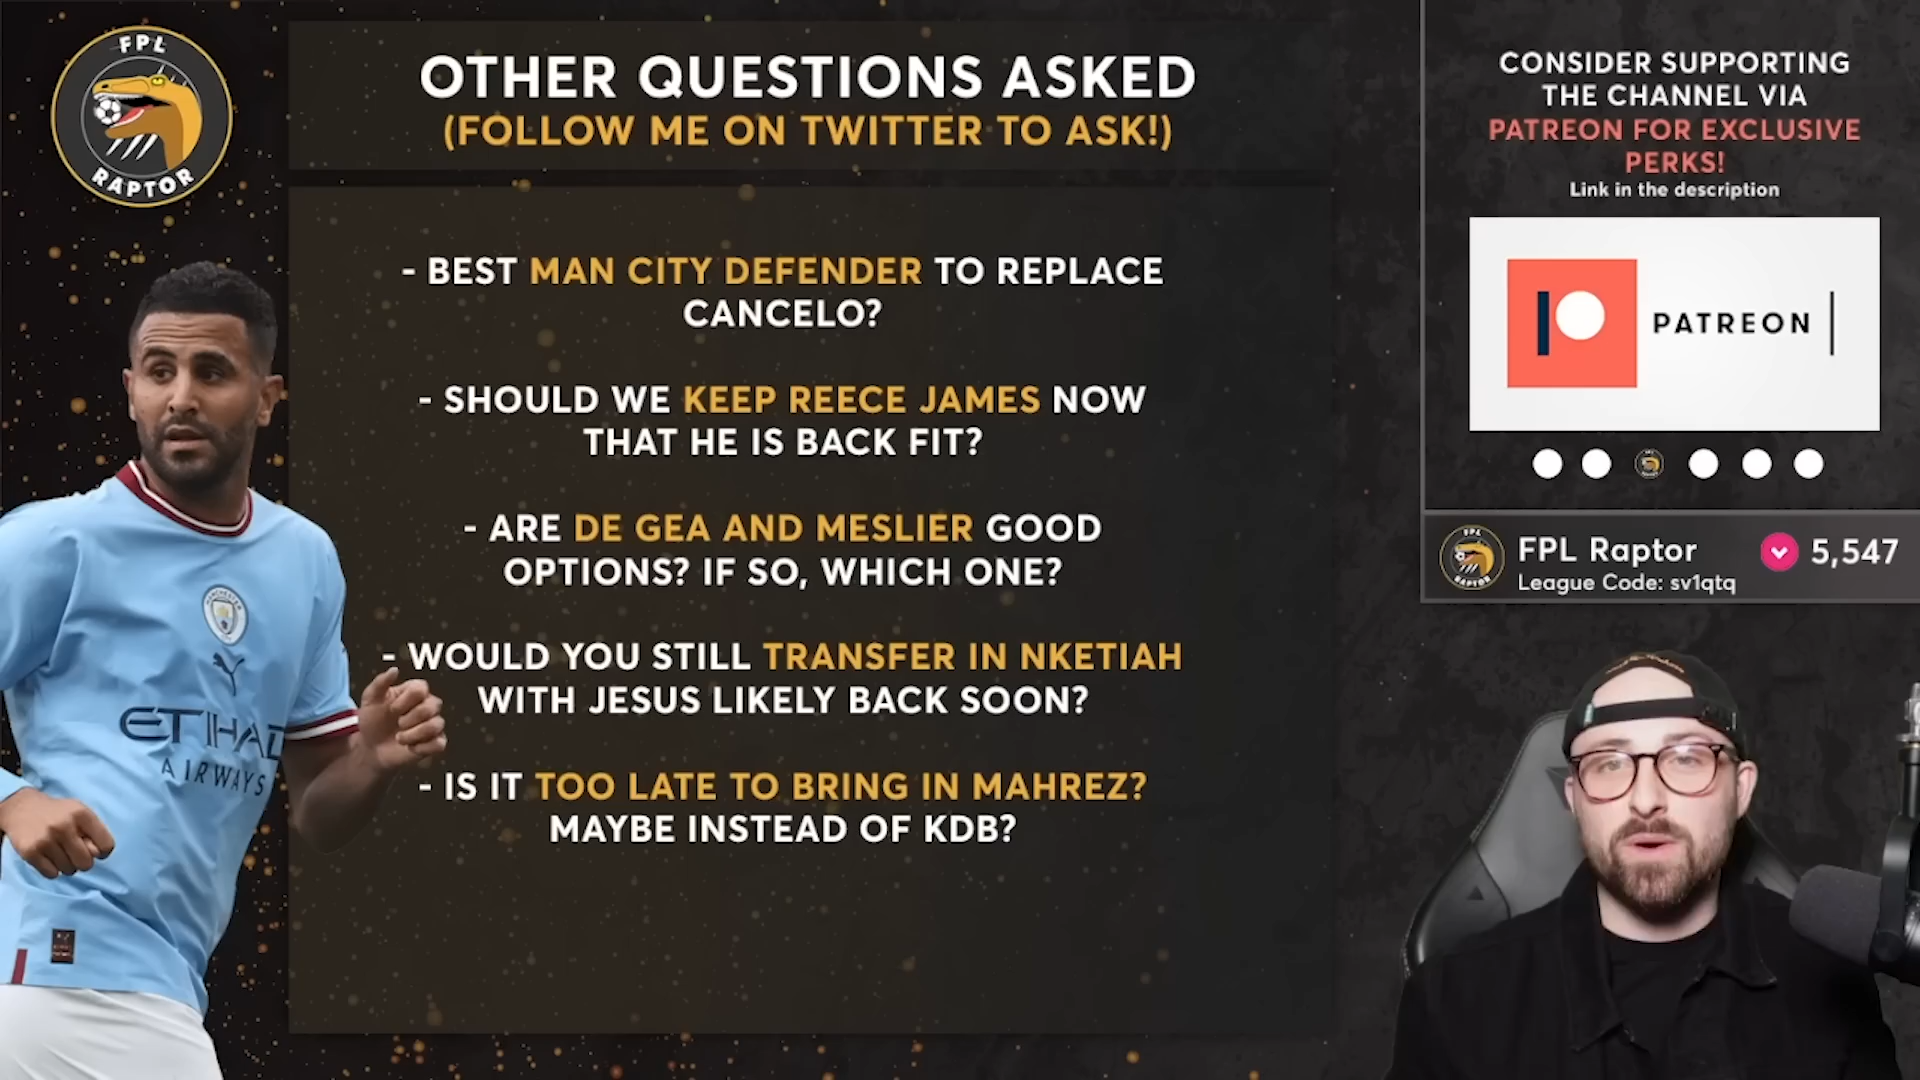 FPL
RAPTOR
OTHER QUESTIONS ASKED
(FOLLOW ME ON TWITTER TO ASK!)
- BEST MAN CITY DEFENDER TO REPLACE
CANCELO?
- SHOULD WE KEEP REECE JAMES NOW
THAT HE IS BACK FIT?
- ARE DE GEA AND MESLIER GOOD
OPTIONS? IF SO, WHICH ONE?
- WOULD YOU STILL TRANSFER IN NKETIAH
WITH JESUS LIKELY BACK SOON?
- IS IT TOO LATE TO BRING IN MAHREZ?
MAYBE INSTEAD OF KDB?
MANCHESTER
CITY
ETIHAD
AIRWAYS
CONSIDER SUPPORTING
THE CHANNEL VIA
PATREON FOR EXCLUSIVE
PERKS!
Link in the description
PATREON
FPL
RAPTOR
FPL Raptor
5,547
League Code: sv1qtq